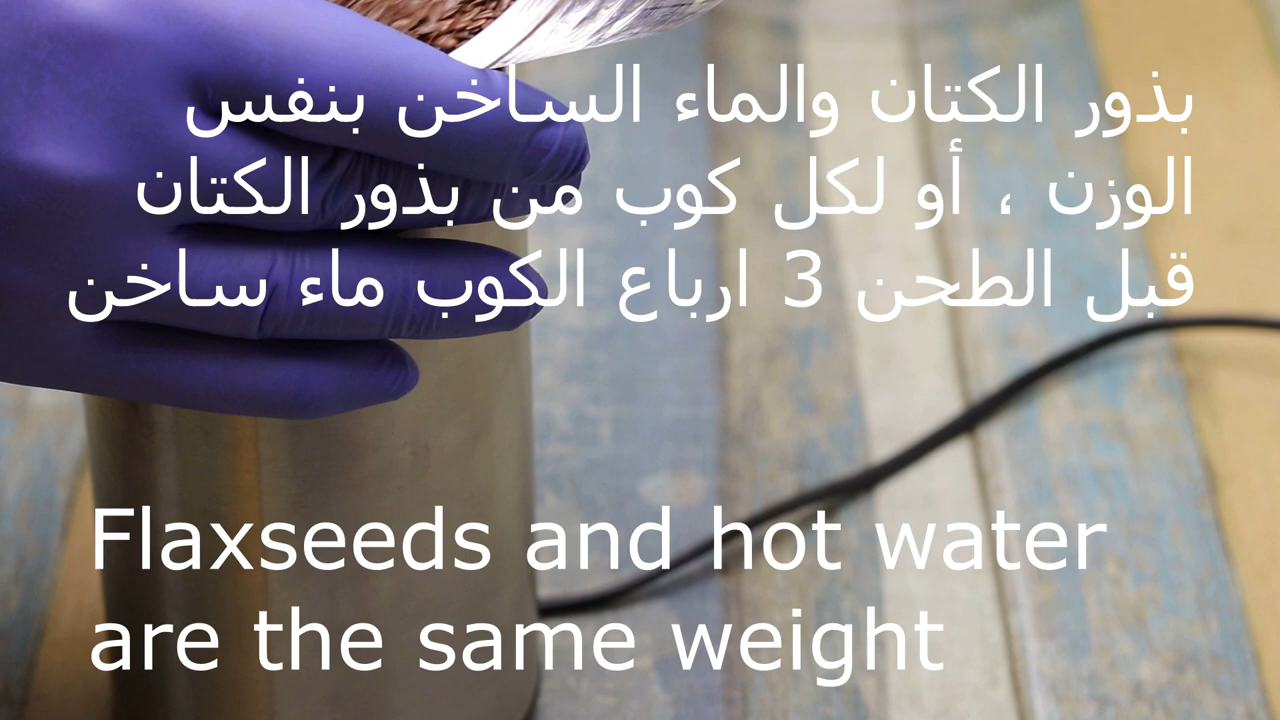 بذور الكتان والماء الساخن بنفس
الوزن ، أو لكل كوب من بذور الكتان
قبل الطحن 3 ارباع الكوب ماء ساخن
Flaxseeds and hot water
are the same weight